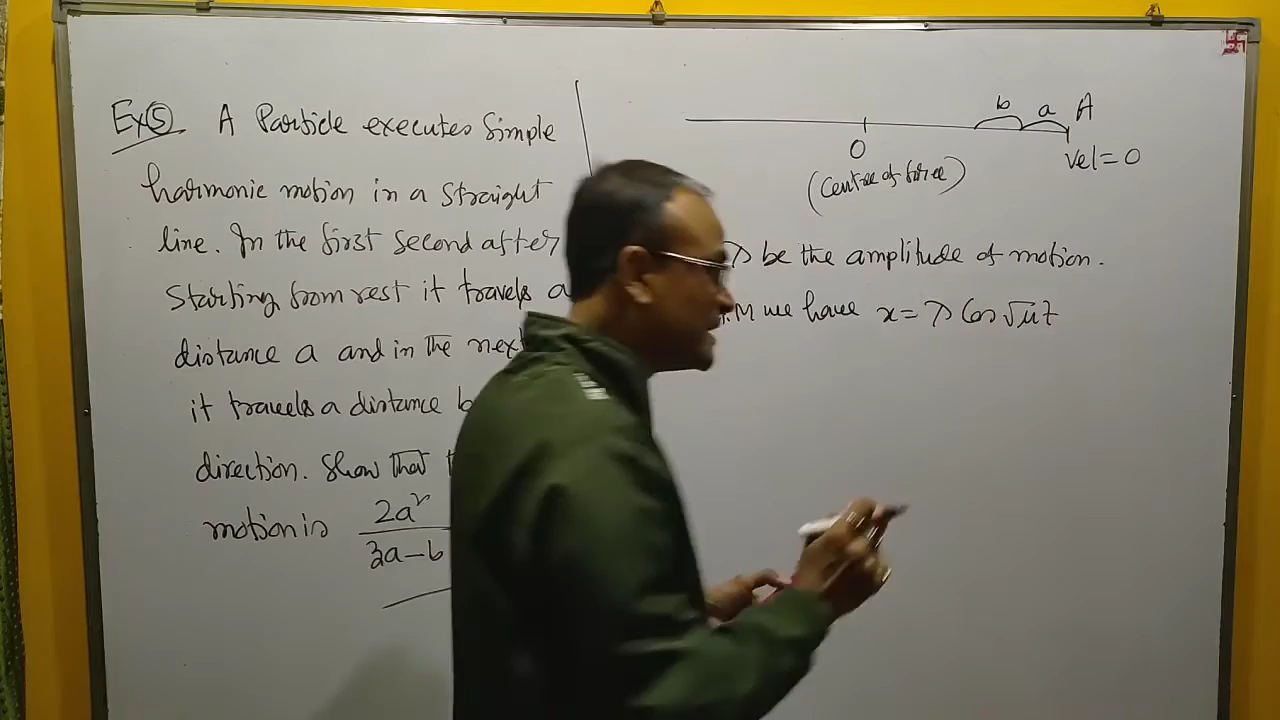 Ex⑤ A Particle executes Simple
harmonic motion in a straight
line. In the first second after
Starting from rest it travels a
distance a and in the next
it travels a distance b
direction. Show that
motion is 2a²
3a-b
b a A
O vel=0
(Centre of force)
λ be the amplitude of motion.
.M we have x= λ Cos√μt